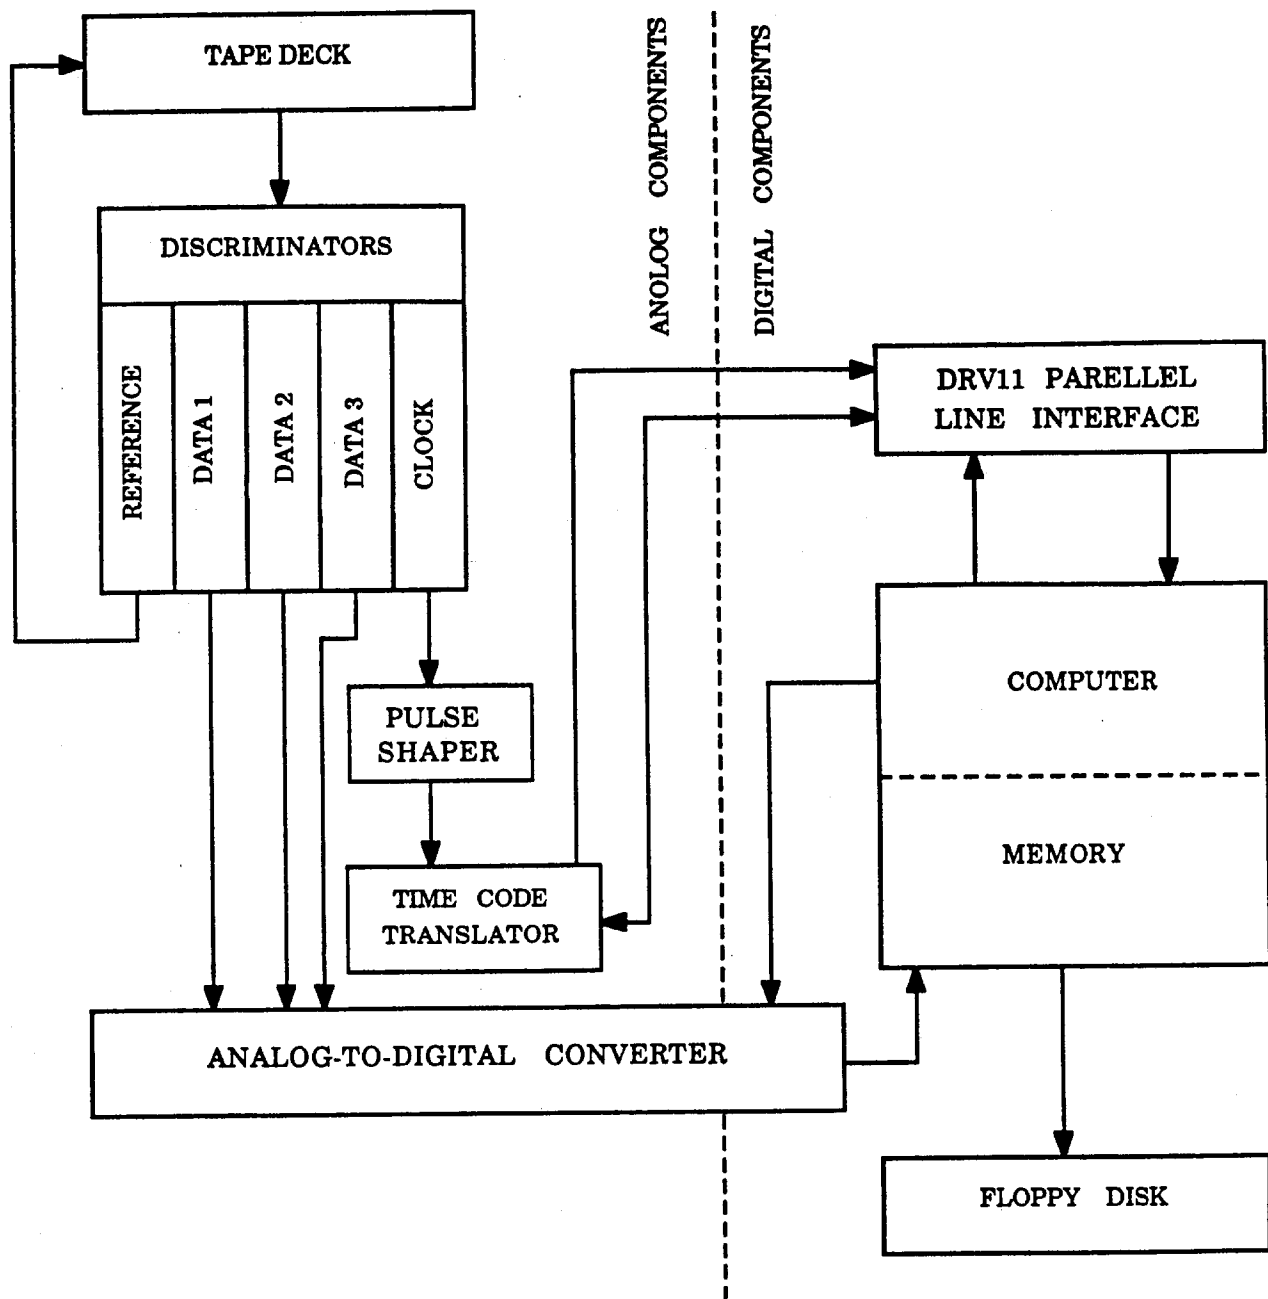 TAPE DECK
ANOLOG COMPONENTS
DIGITAL COMPONENTS
DISCRIMINATORS
REFERENCE
DATA 1
DATA 2
DATA 3
CLOCK
DRV11 PARELLEL
LINE INTERFACE
PULSE
SHAPER
COMPUTER
MEMORY
TIME CODE
TRANSLATOR
ANALOG-TO-DIGITAL CONVERTER
FLOPPY DISK